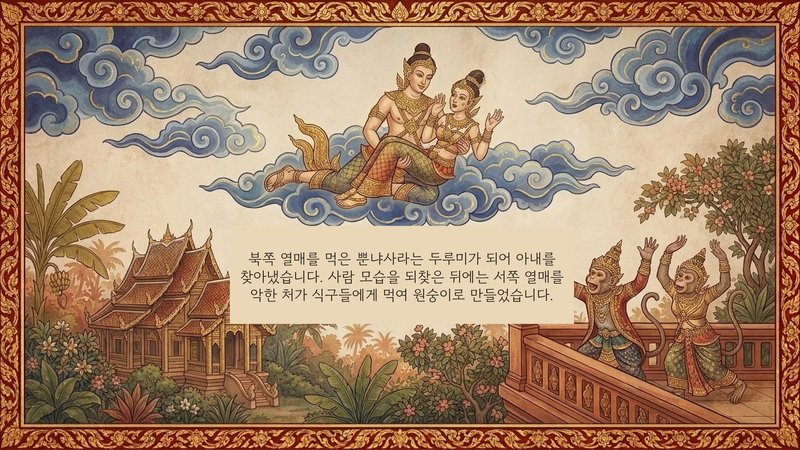 북쪽 열매를 먹은 뿐냐사라는 두루미가 되어 아내를
찾아냈습니다. 사람 모습을 되찾은 뒤에는 서쪽 열매를
악한 처가 식구들에게 먹여 원숭이로 만들었습니다.